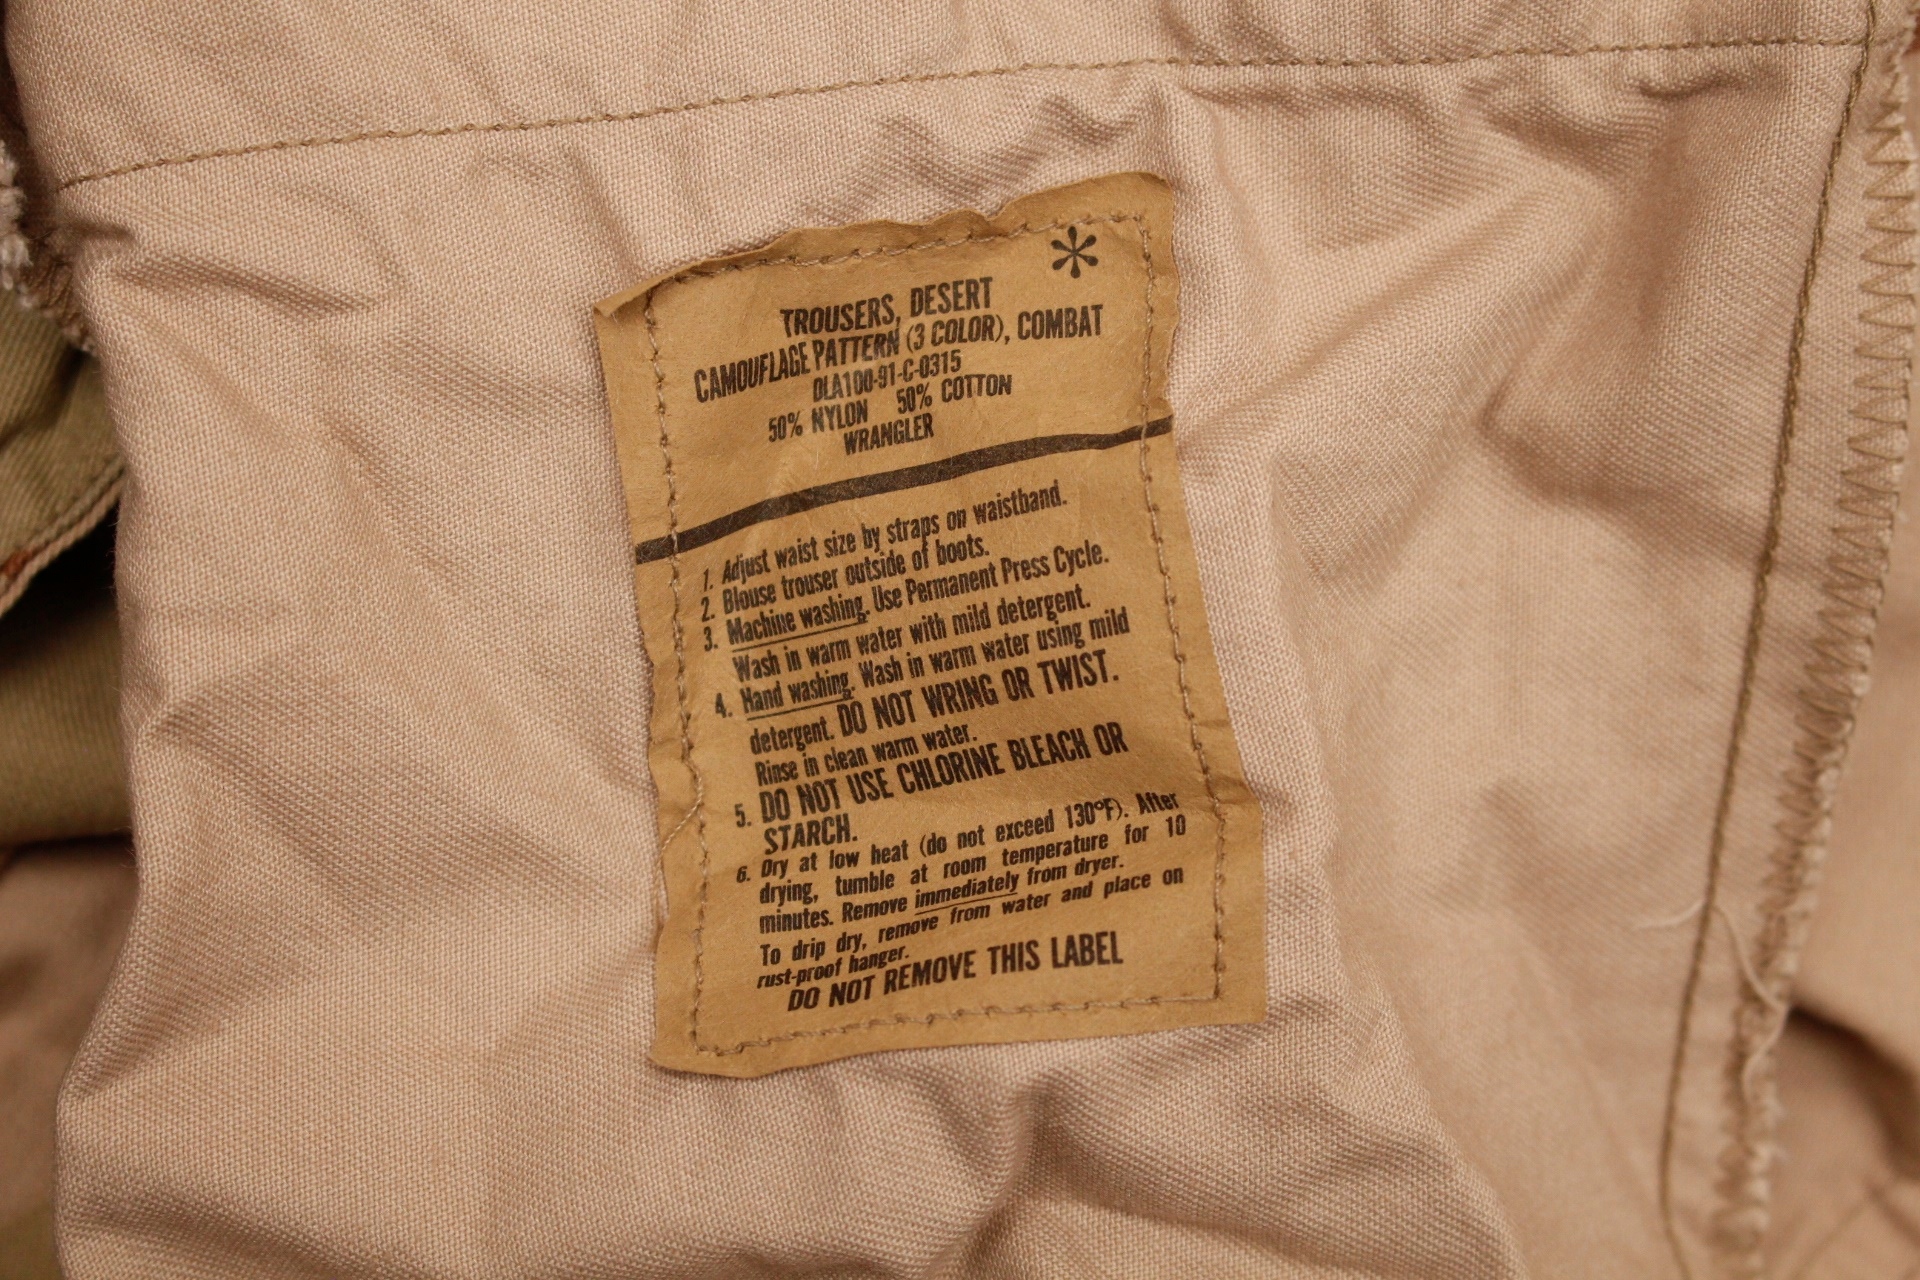 *
TROUSERS, DESERT
CAMOUFLAGE PATTERN (3 COLOR), COMBAT
DLA100-91-C-0315
50% NYLON 50% COTTON
WRANGLER
1. Adjust waist size by straps on waistband.
2. Blouse trouser outside of boots.
3. Machine washing. Use Permanent Press Cycle.
Wash in warm water with mild detergent.
4. Hand washing. Wash in warm water using mild
detergent. DO NOT WRING OR TWIST.
Rinse in clean warm water.
5. DO NOT USE CHLORINE BLEACH OR
STARCH.
6. Dry at low heat (do not exceed 130°F). After
drying, tumble at room temperature for 10
minutes. Remove immediately from dryer.
To drip dry, remove from water and place on
rust-proof hanger.
DO NOT REMOVE THIS LABEL